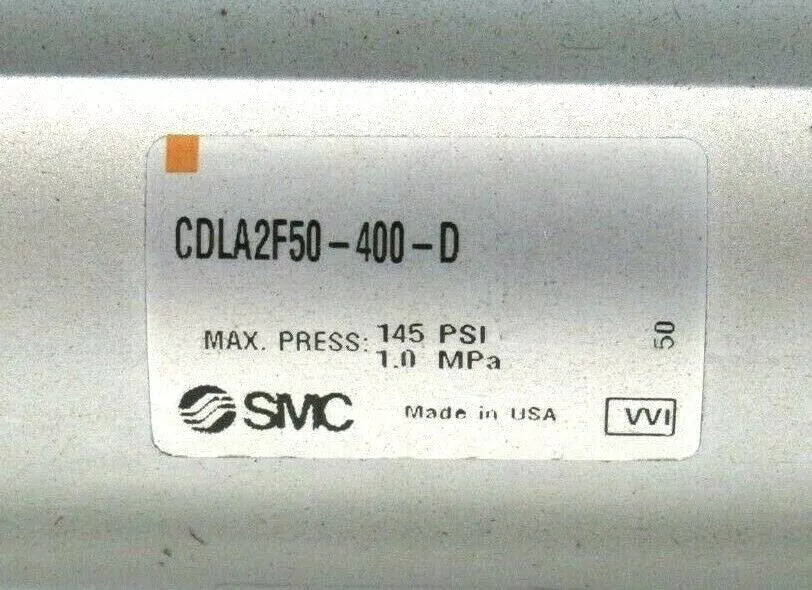 CDLA2F50-400-D
MAX. PRESS: 145 PSI
1.0 MPa
50
SMC Made in USA VVI